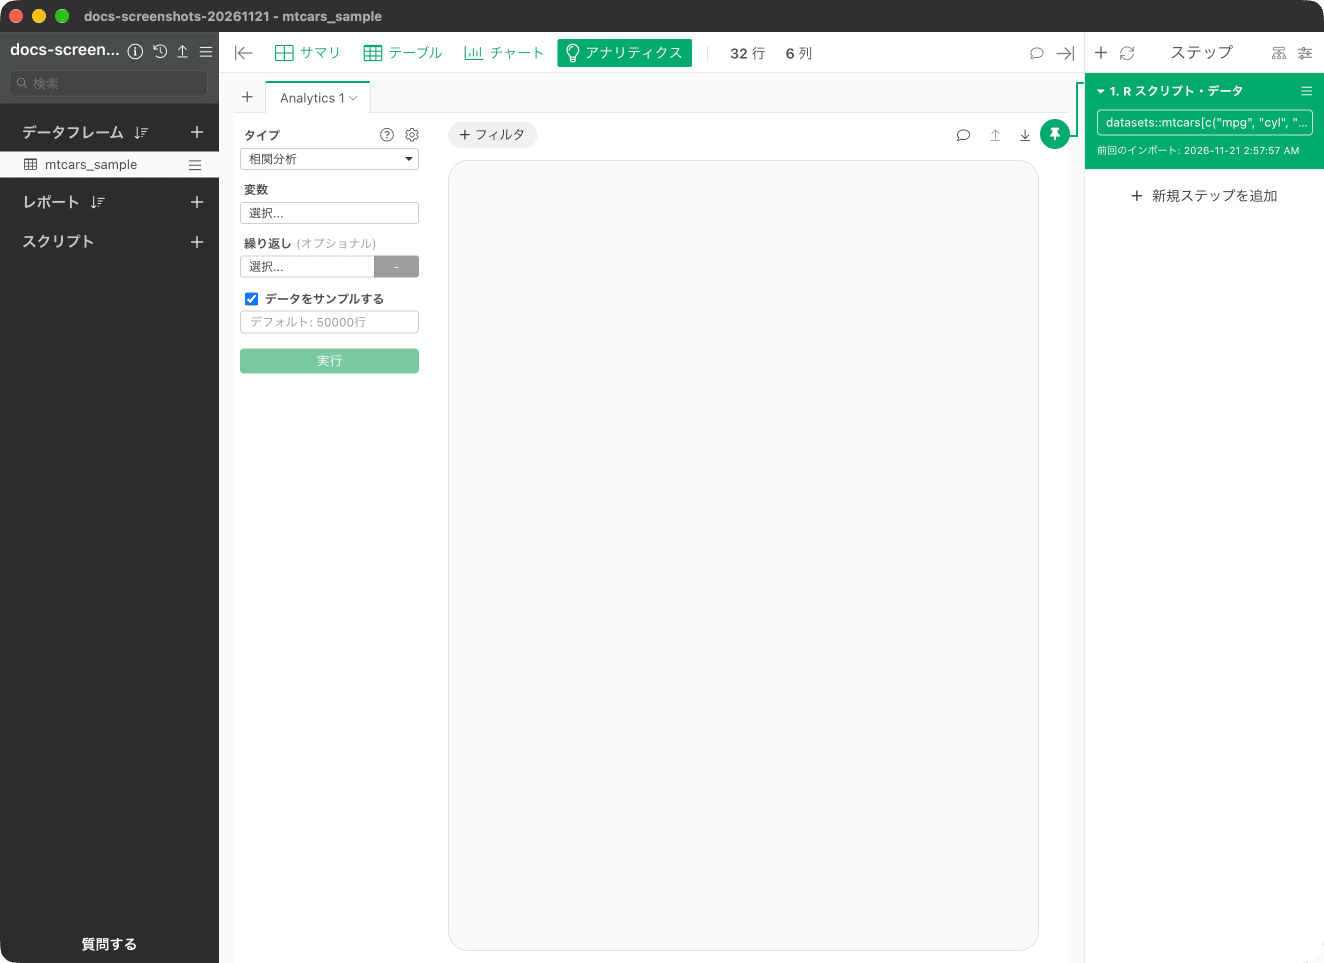 docs-screenshots-20261121 - mtcars_sample
docs-screen...
検索
データフレーム
mtcars_sample
レポート
スクリプト
質問する
サマリ
テーブル
チャート
アナリティクス
32 行
6 列
Analytics 1
タイプ
相関分析
変数
選択...
繰り返し (オプショナル)
選択...
-
データをサンプルする
デフォルト: 50000行
実行
フィルタ
ステップ
1. R スクリプト・データ
datasets::mtcars[c("mpg", "cyl", "...
前回のインポート: 2026-11-21 2:57:57 AM
新規ステップを追加